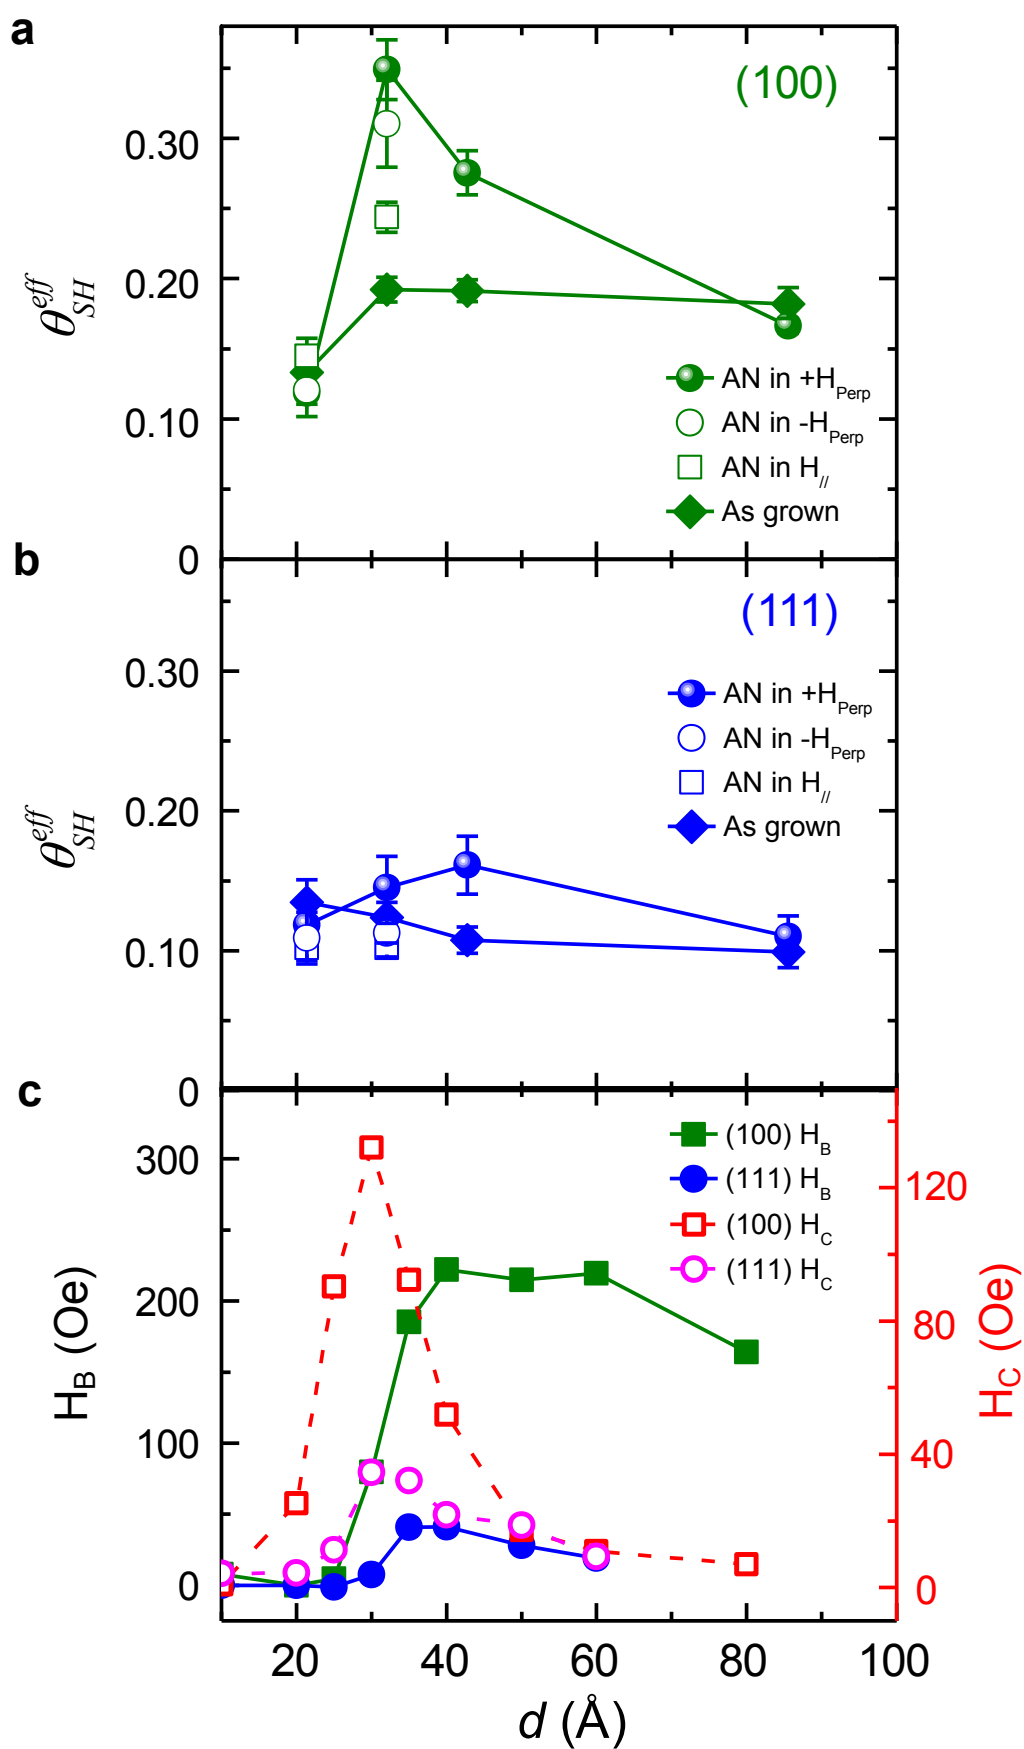 a
(100)
0.30
0.20
0.10
0
θ_SH^eff
AN in +H_Perp
AN in -H_Perp
AN in H_//
As grown
b
(111)
0.30
0.20
0.10
0
θ_SH^eff
AN in +H_Perp
AN in -H_Perp
AN in H_//
As grown
c
300
200
100
0
H_B (Oe)
(100) H_B
(111) H_B
(100) H_C
(111) H_C
120
80
40
0
H_C (Oe)
20 40 60 80 100
d (Å)